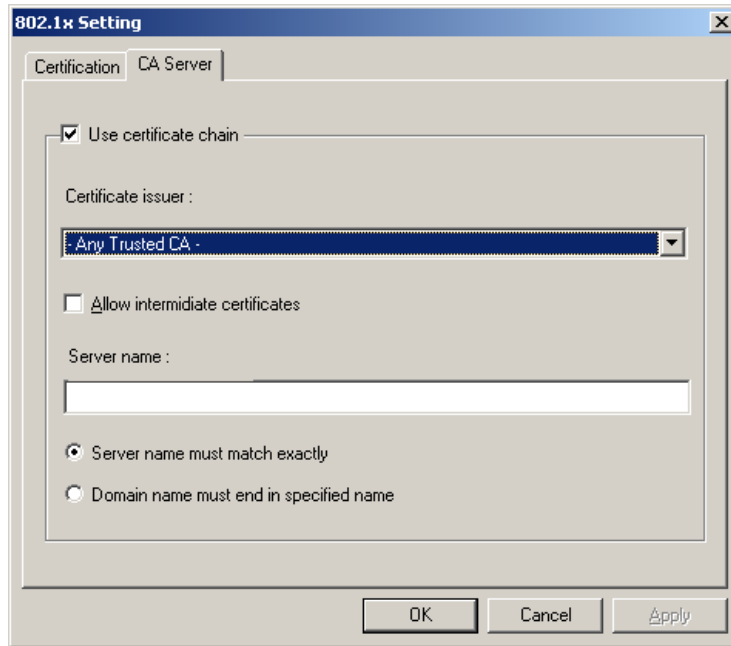 802.1x Setting
Certification
CA Server
Use certificate chain
Certificate issuer :
- Any Trusted CA -
Allow intermidiate certificates
Server name :
Server name must match exactly
Domain name must end in specified name
OK
Cancel
Apply